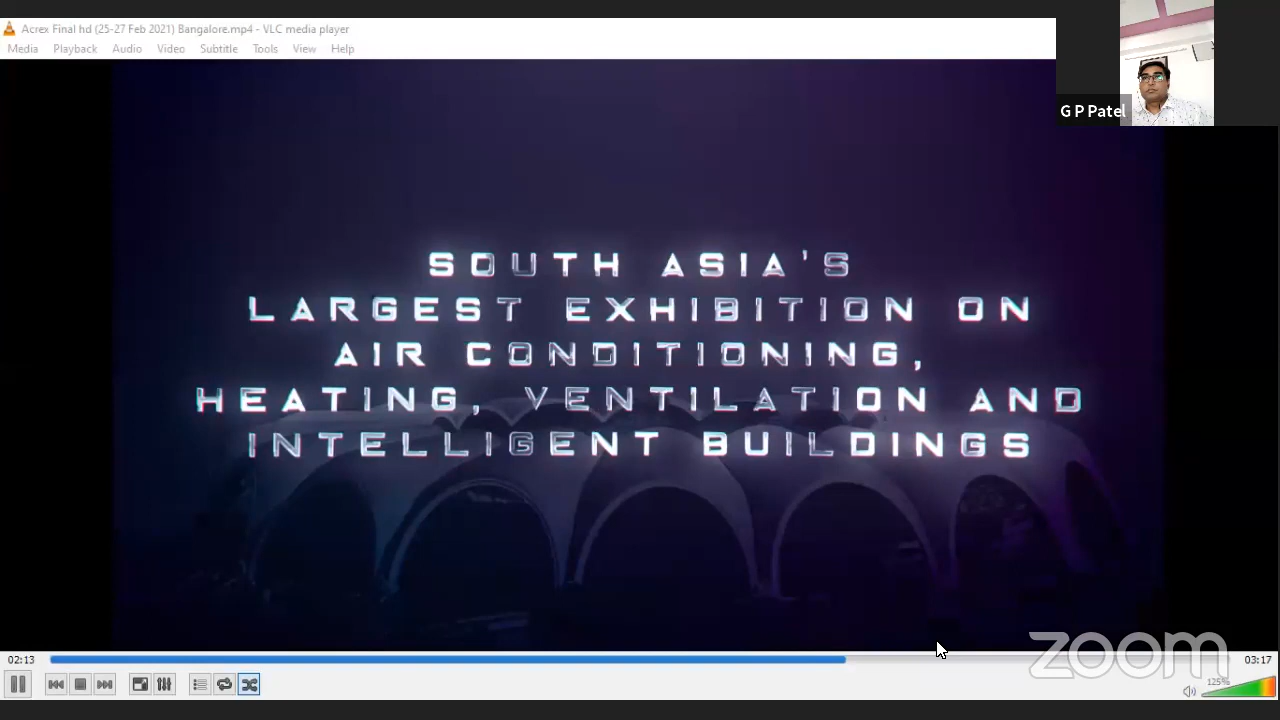 Acrex Final hd (25-27 Feb 2021) Bangalore.mp4 - VLC media player
Media Playback Audio Video Subtitle Tools View Help
G P Patel
SOUTH ASIA'S
LARGEST EXHIBITION ON
AIR CONDITIONING,
HEATING, VENTILATION AND
INTELLIGENT BUILDINGS
zoom
02:13
03:17
125%